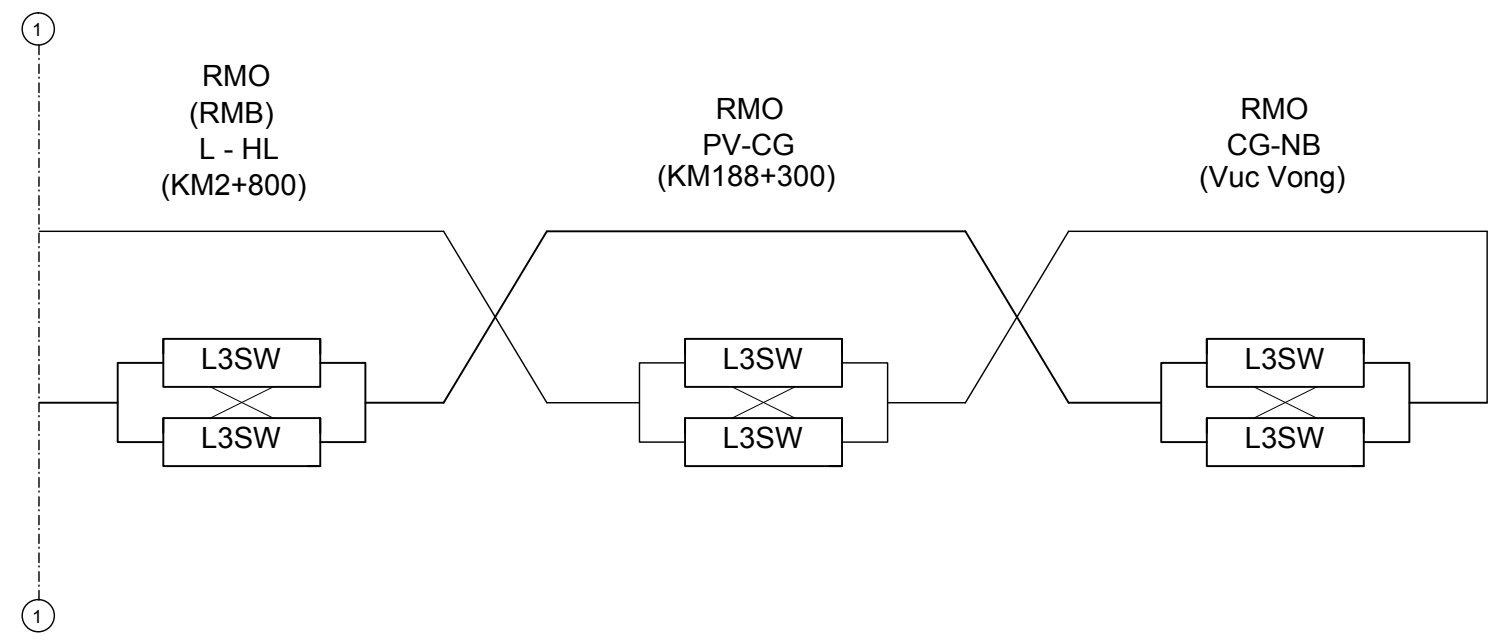 1
RMO
(RMB)
L - HL
(KM2+800)
RMO
PV-CG
(KM188+300)
RMO
CG-NB
(Vuc Vong)
L3SW
L3SW
L3SW
L3SW
L3SW
L3SW
1